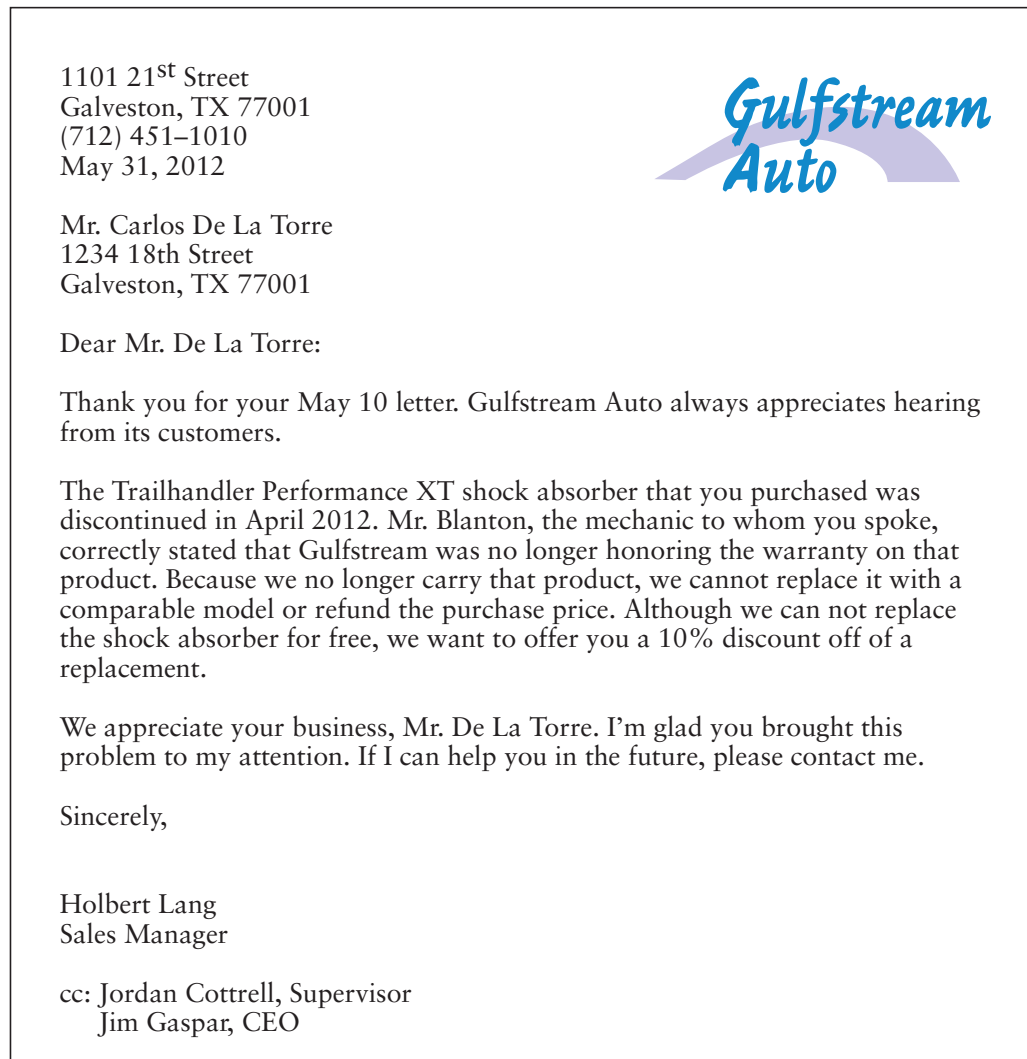 1101 21st Street
Galveston, TX 77001
(712) 451–1010
May 31, 2012
Gulfstream
Auto
Mr. Carlos De La Torre
1234 18th Street
Galveston, TX 77001
Dear Mr. De La Torre:
Thank you for your May 10 letter. Gulfstream Auto always appreciates hearing
from its customers.
The Trailhandler Performance XT shock absorber that you purchased was
discontinued in April 2012. Mr. Blanton, the mechanic to whom you spoke,
correctly stated that Gulfstream was no longer honoring the warranty on that
product. Because we no longer carry that product, we cannot replace it with a
comparable model or refund the purchase price. Although we can not replace
the shock absorber for free, we want to offer you a 10% discount off of a
replacement.
We appreciate your business, Mr. De La Torre. I’m glad you brought this
problem to my attention. If I can help you in the future, please contact me.
Sincerely,
Holbert Lang
Sales Manager
cc: Jordan Cottrell, Supervisor
Jim Gaspar, CEO